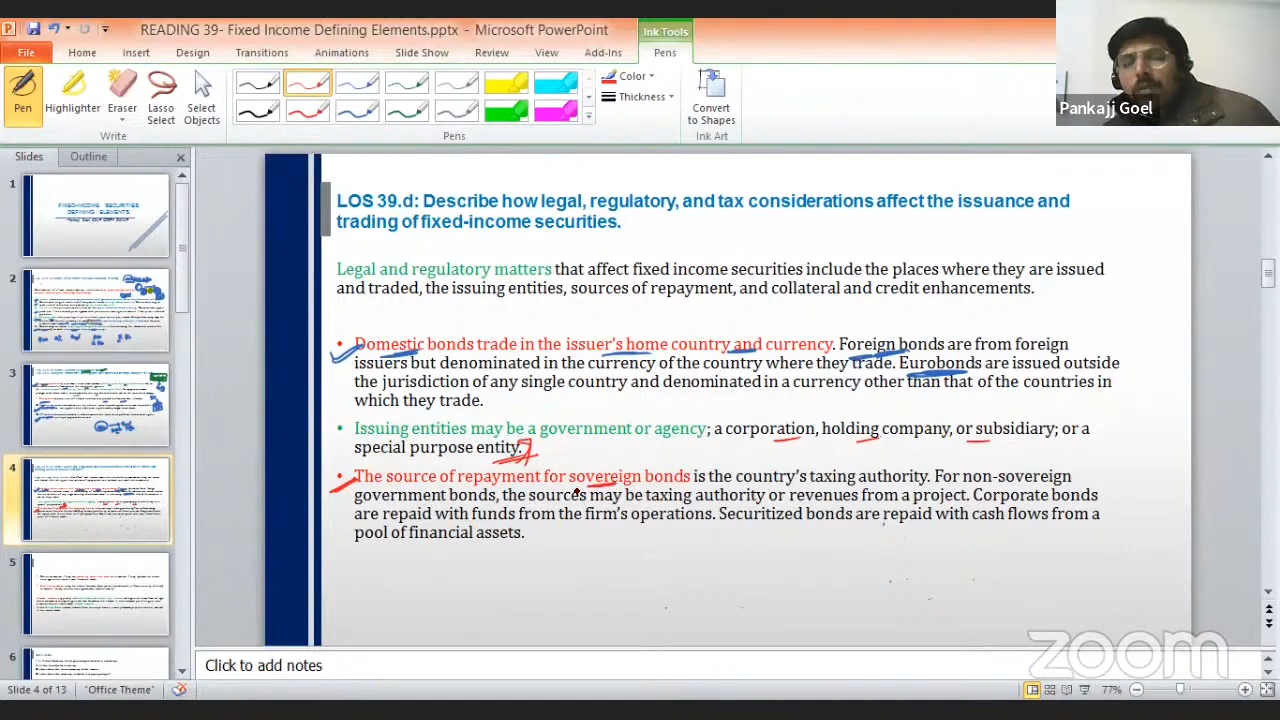 READING 39- Fixed Income Defining Elements.pptx - Microsoft PowerPoint
Ink Tools
File Home Insert Design Transitions Animations Slide Show Review View Add-Ins Pens
Pen Highlighter Eraser Lasso Select Select Objects
Color
Thickness
Convert to Shapes
Write Pens Ink Art
Pankajj Goel
Slides Outline
1
FIXED-INCOME SECURITIES
DEFINING ELEMENTS
2
3
4
5
6
LOS 39.d: Describe how legal, regulatory, and tax considerations affect the issuance and
trading of fixed-income securities.
Legal and regulatory matters that affect fixed income securities include the places where they are issued
and traded, the issuing entities, sources of repayment, and collateral and credit enhancements.
• Domestic bonds trade in the issuer's home country and currency. Foreign bonds are from foreign
issuers but denominated in the currency of the country where they trade. Eurobonds are issued outside
the jurisdiction of any single country and denominated in a currency other than that of the countries in
which they trade.
• Issuing entities may be a government or agency; a corporation, holding company, or subsidiary; or a
special purpose entity.
• The source of repayment for sovereign bonds is the country's taxing authority. For non-sovereign
government bonds, the sources may be taxing authority or revenues from a project. Corporate bonds
are repaid with funds from the firm's operations. Securitized bonds are repaid with cash flows from a
pool of financial assets.
zoom
Click to add notes
Slide 4 of 13 "Office Theme" 77%